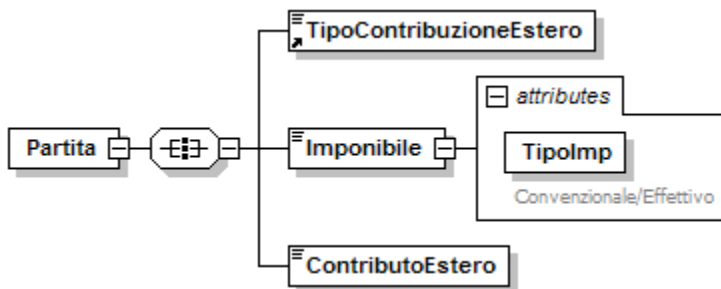 TipoContribuzioneEstero
attributes
Partita
Imponibile
TipoImp
Convenzionale/Effettivo
ContributoEstero